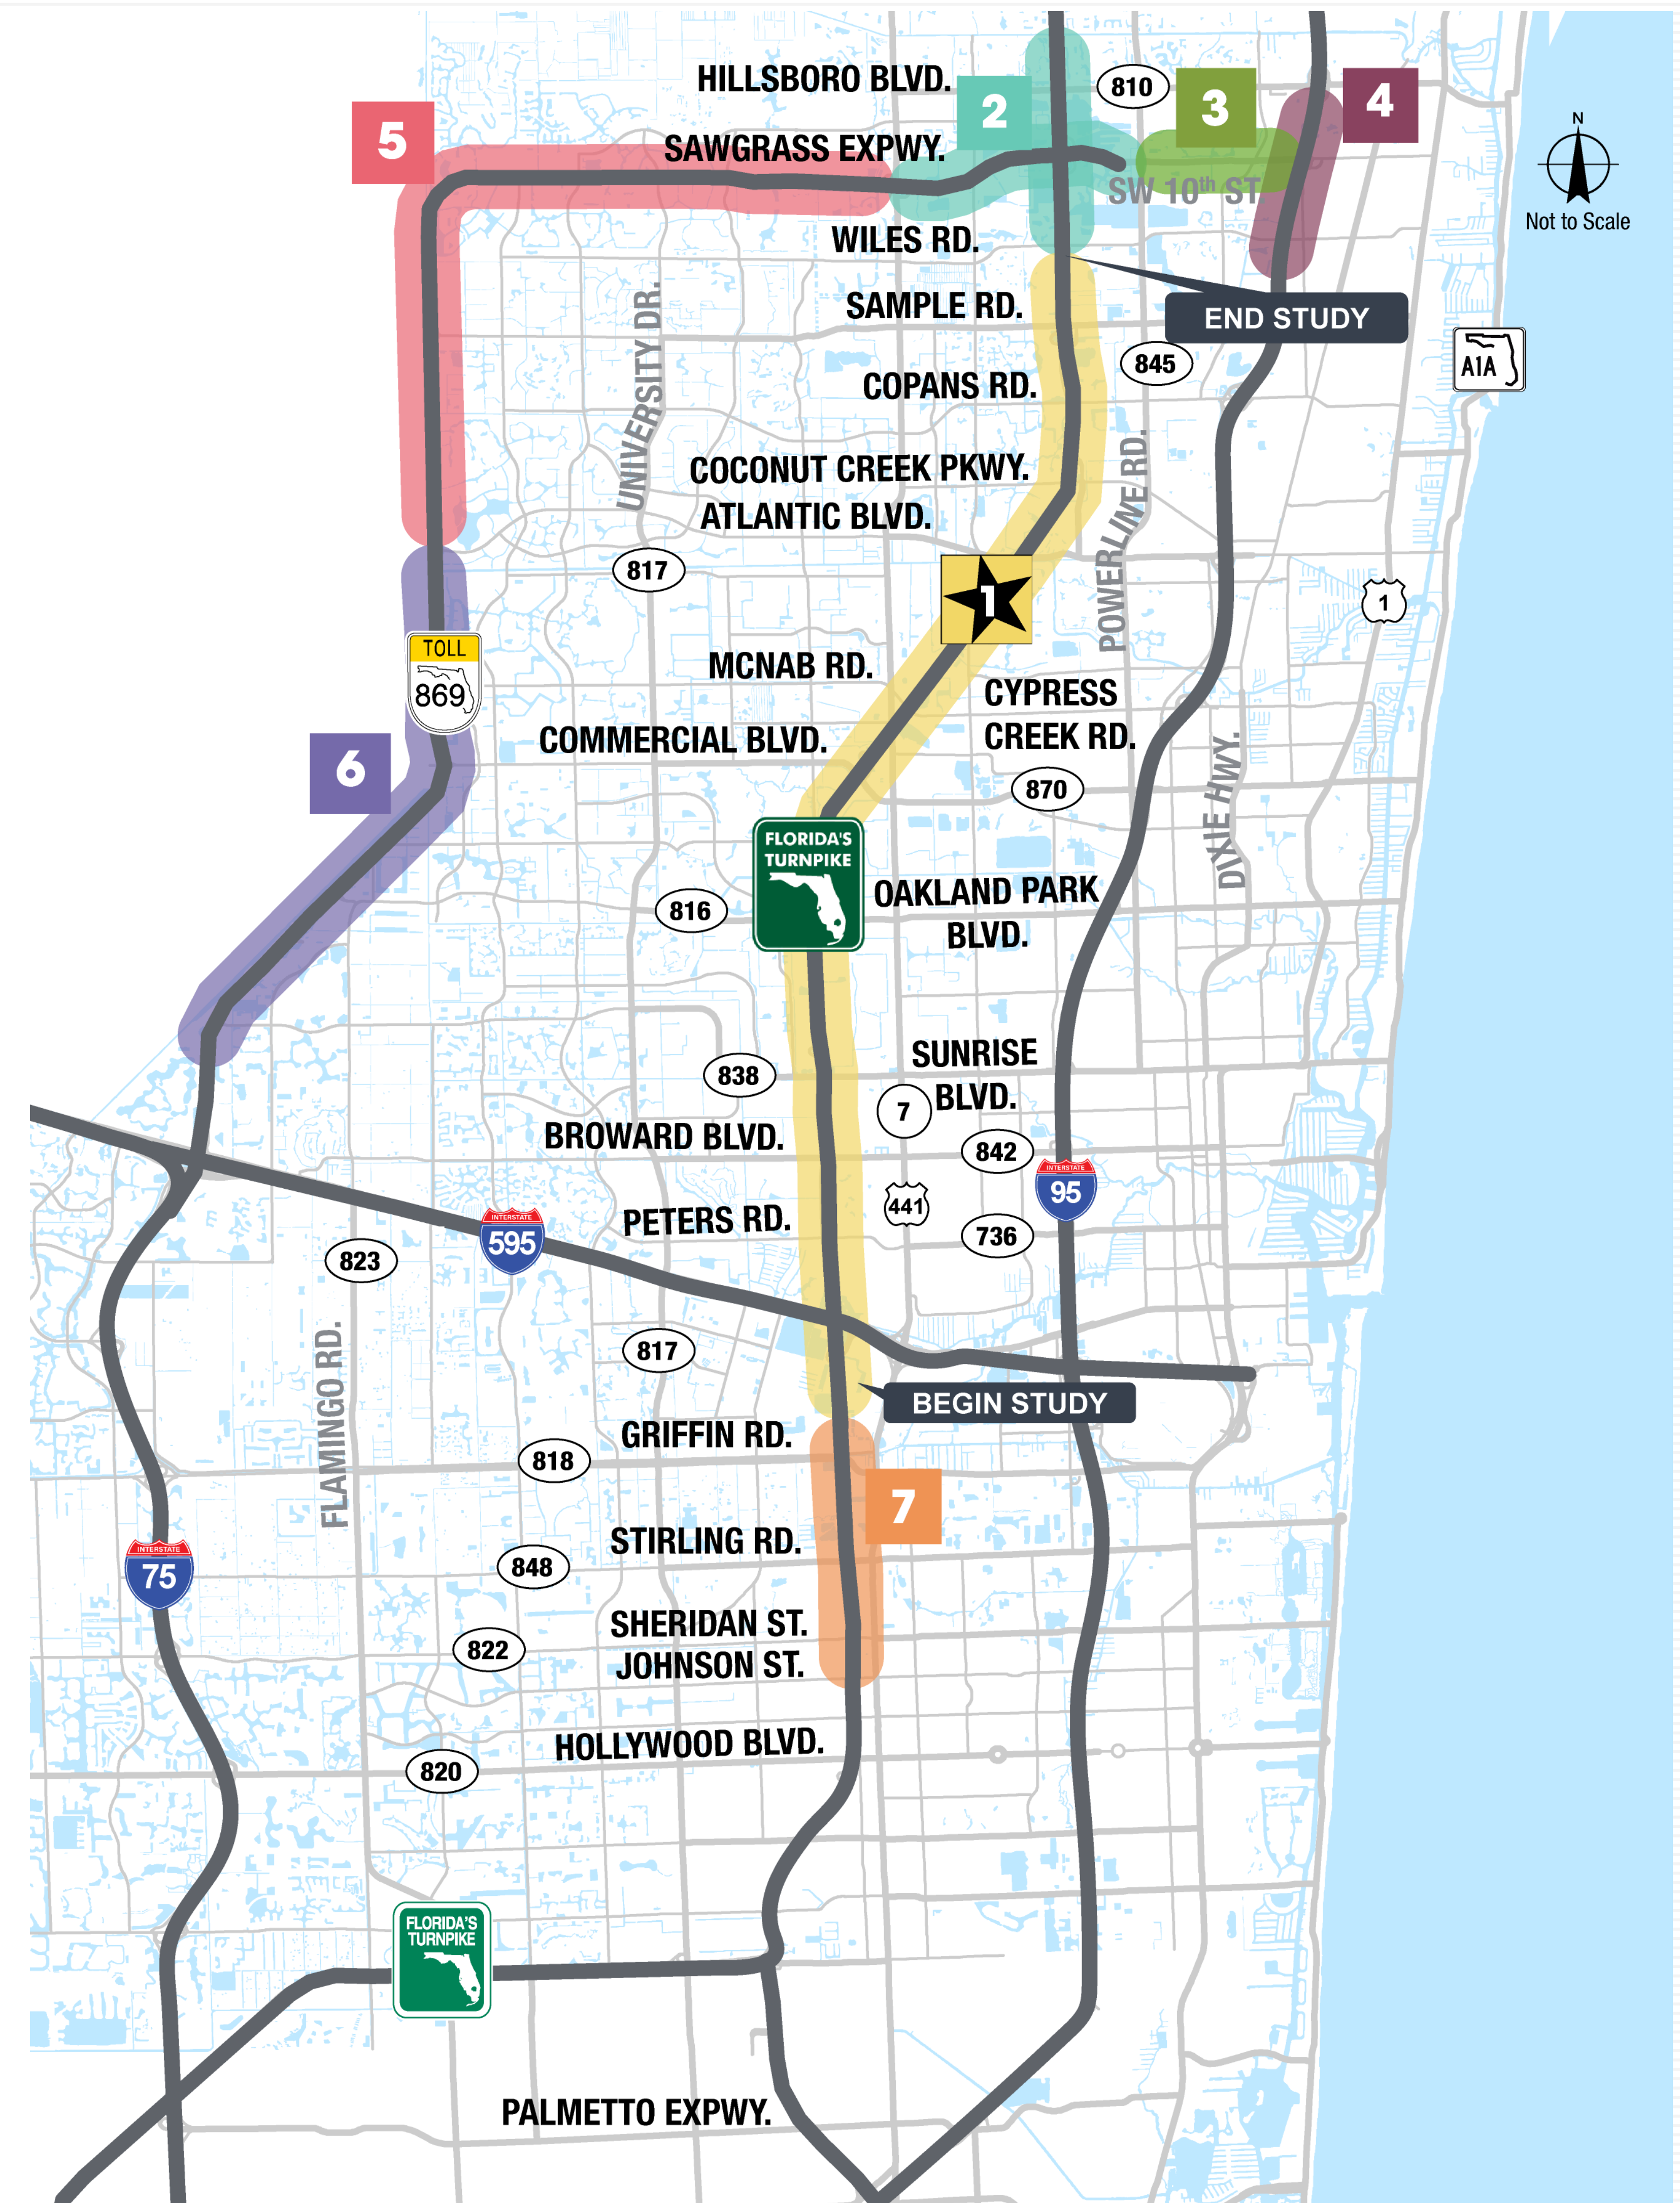 HILLSBORO BLVD.
810
2
3
4
5
SAWGRASS EXPWY.
SW 10th ST.
N
Not to Scale
WILES RD.
SAMPLE RD.
END STUDY
UNIVERSITY DR.
845
A1A
COPANS RD.
COCONUT CREEK PKWY.
ATLANTIC BLVD.
POWERLINE RD.
817
1
1
TOLL
869
MCNAB RD.
CYPRESS
CREEK RD.
COMMERCIAL BLVD.
6
870
DIXIE HWY.
FLORIDA'S
TURNPIKE
816
OAKLAND PARK
BLVD.
838
SUNRISE
BLVD.
7
BROWARD BLVD.
842
INTERSTATE
95
PETERS RD.
441
736
INTERSTATE
595
823
817
FLAMINGO RD.
BEGIN STUDY
GRIFFIN RD.
818
7
STIRLING RD.
848
INTERSTATE
75
SHERIDAN ST.
822
JOHNSON ST.
HOLLYWOOD BLVD.
820
FLORIDA'S
TURNPIKE
PALMETTO EXPWY.